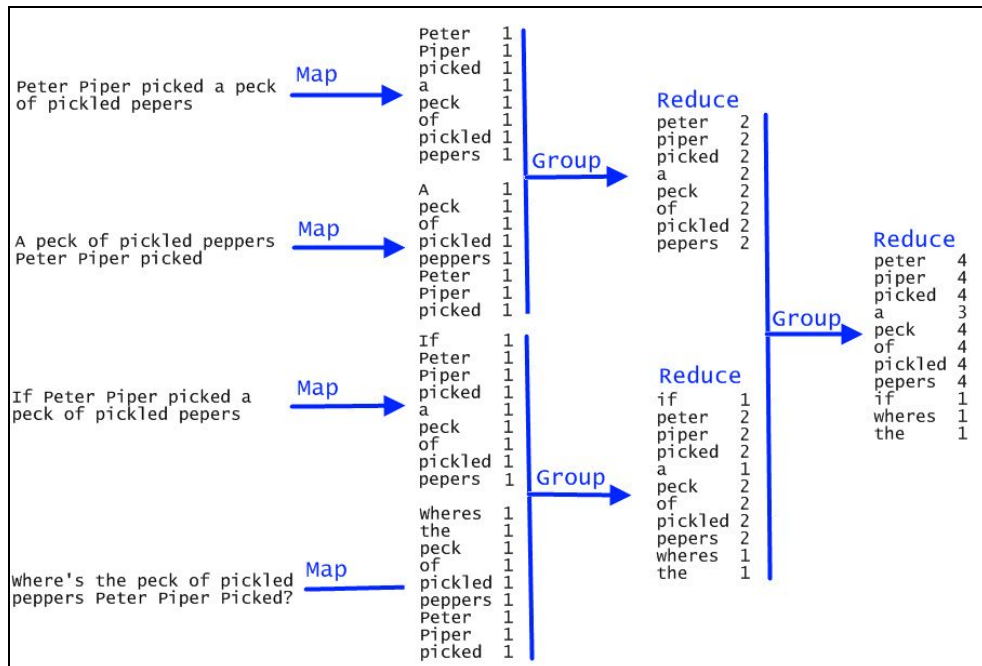 Peter Piper picked a peck
of pickled pepers
Map
Peter 1
Piper 1
picked 1
a 1
peck 1
of 1
pickled 1
pepers 1
A peck of pickled peppers
Peter Piper picked
Map
A 1
peck 1
of 1
pickled 1
peppers 1
Peter 1
Piper 1
picked 1
Group
Reduce
peter 2
piper 2
picked 2
a 2
peck 2
of 2
pickled 2
pepers 2
If Peter Piper picked a
peck of pickled pepers
Map
If 1
Peter 1
Piper 1
picked 1
a 1
peck 1
of 1
pickled 1
pepers 1
Where's the peck of pickled
peppers Peter Piper Picked?
Map
Wheres 1
the 1
peck 1
of 1
pickled 1
peppers 1
Peter 1
Piper 1
picked 1
Group
Reduce
if 1
peter 2
piper 2
picked 2
a 1
peck 2
of 2
pickled 2
pepers 2
wheres 1
the 1
Group
Reduce
peter 4
piper 4
picked 4
a 3
peck 4
of 4
pickled 4
pepers 4
if 1
wheres 1
the 1